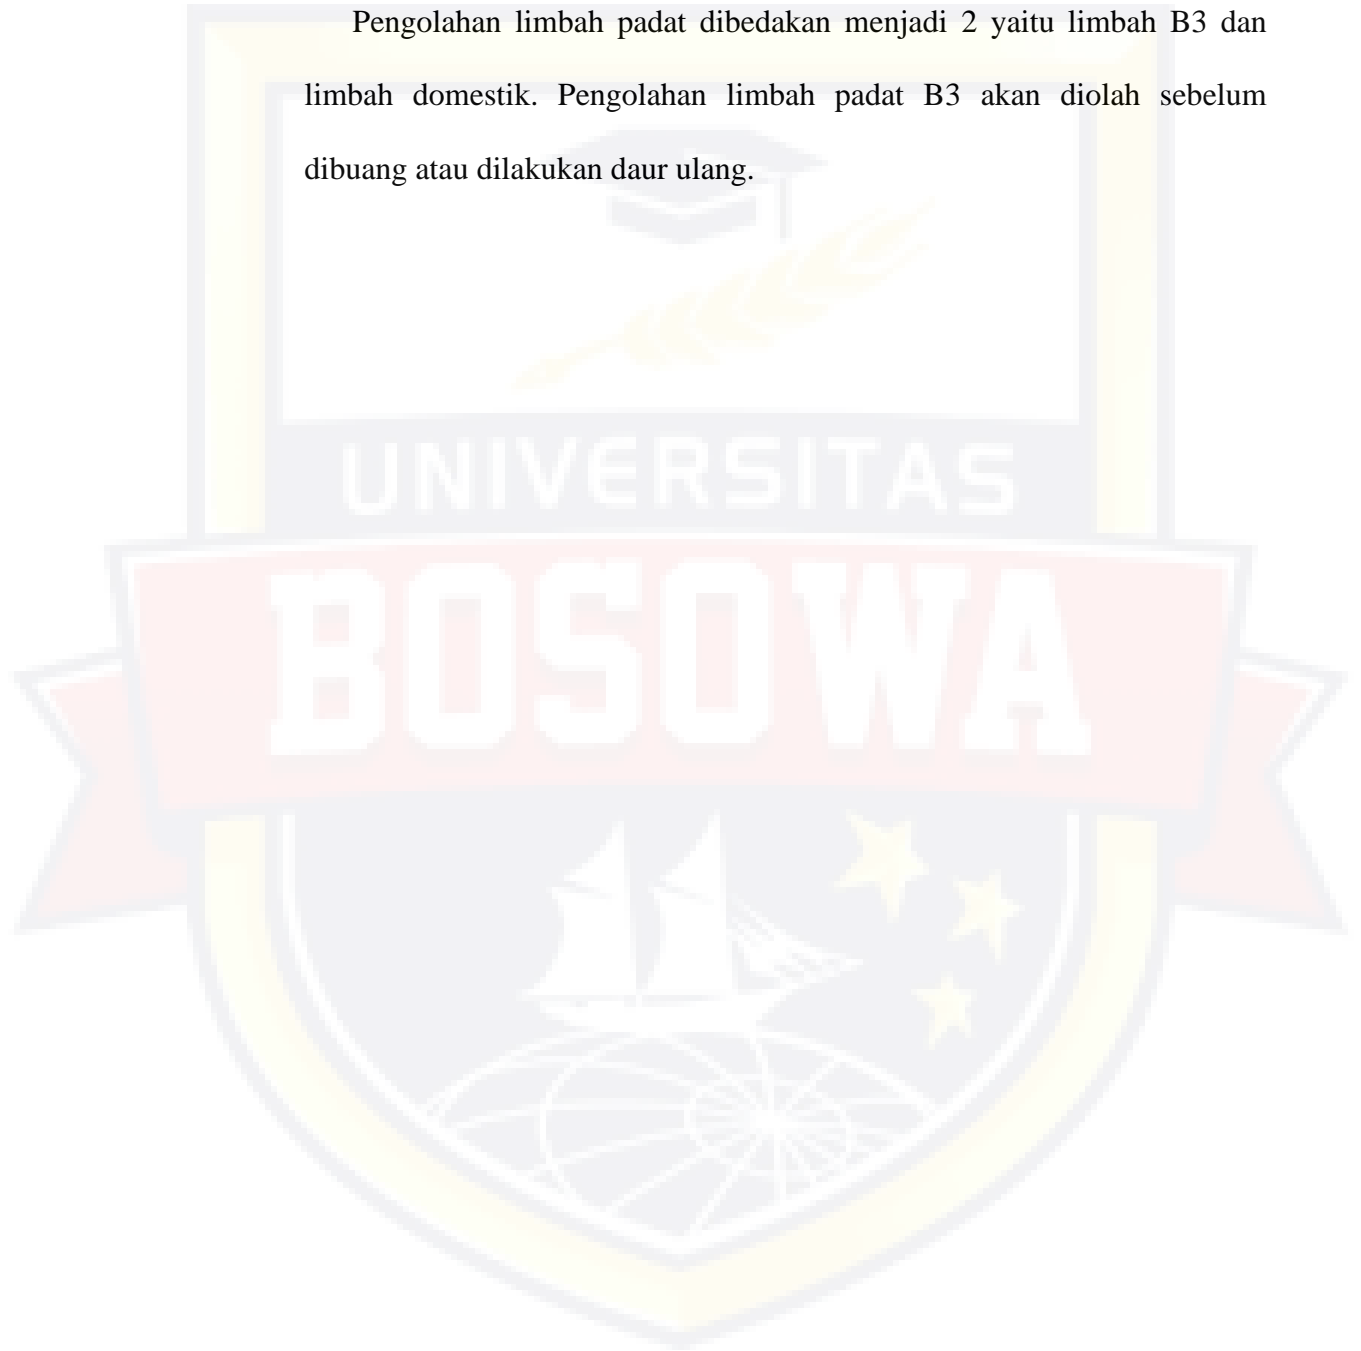 Pengolahan limbah padat dibedakan menjadi 2 yaitu limbah B3 dan
limbah domestik. Pengolahan limbah padat B3 akan diolah sebelum
dibuang atau dilakukan daur ulang.
UNIVERSITAS
BOSOWA